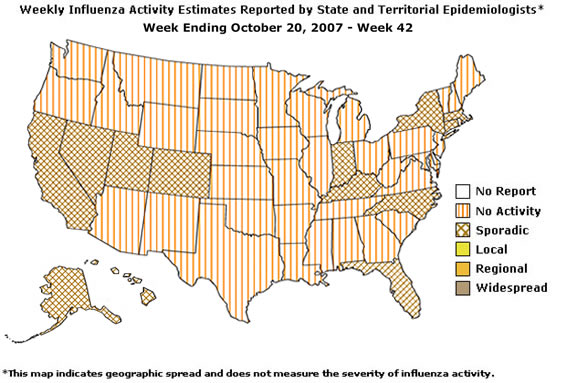 Weekly Influenza Activity Estimates Reported by State and Territorial Epidemiologists*
Week Ending October 20, 2007 - Week 42
No Report
No Activity
Sporadic
Local
Regional
Widespread
*This map indicates geographic spread and does not measure the severity of influenza activity.